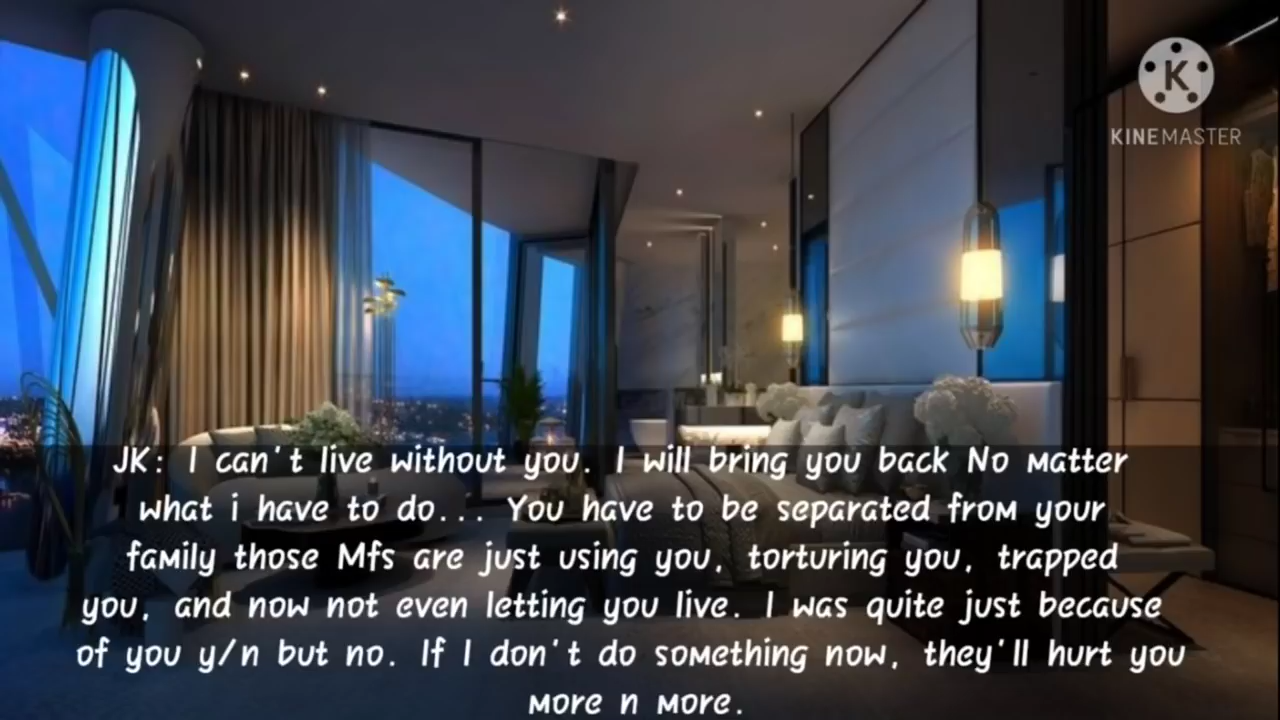 K
KINEMASTER
JK: I can't live without you. I will bring you back No matter
what i have to do... You have to be separated from your
family those Mfs are just using you, torturing you, trapped
you, and now not even letting you live. I was quite just because
of you y/n but no. If I don't do something now, they'll hurt you
more n more.